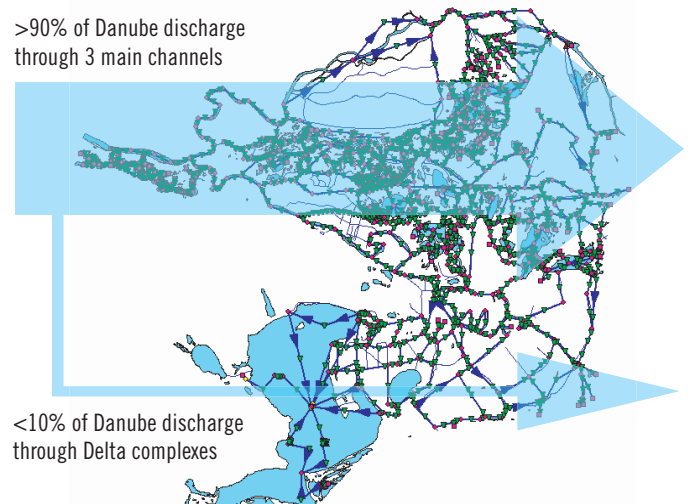 >90% of Danube discharge
through 3 main channels
<10% of Danube discharge
through Delta complexes